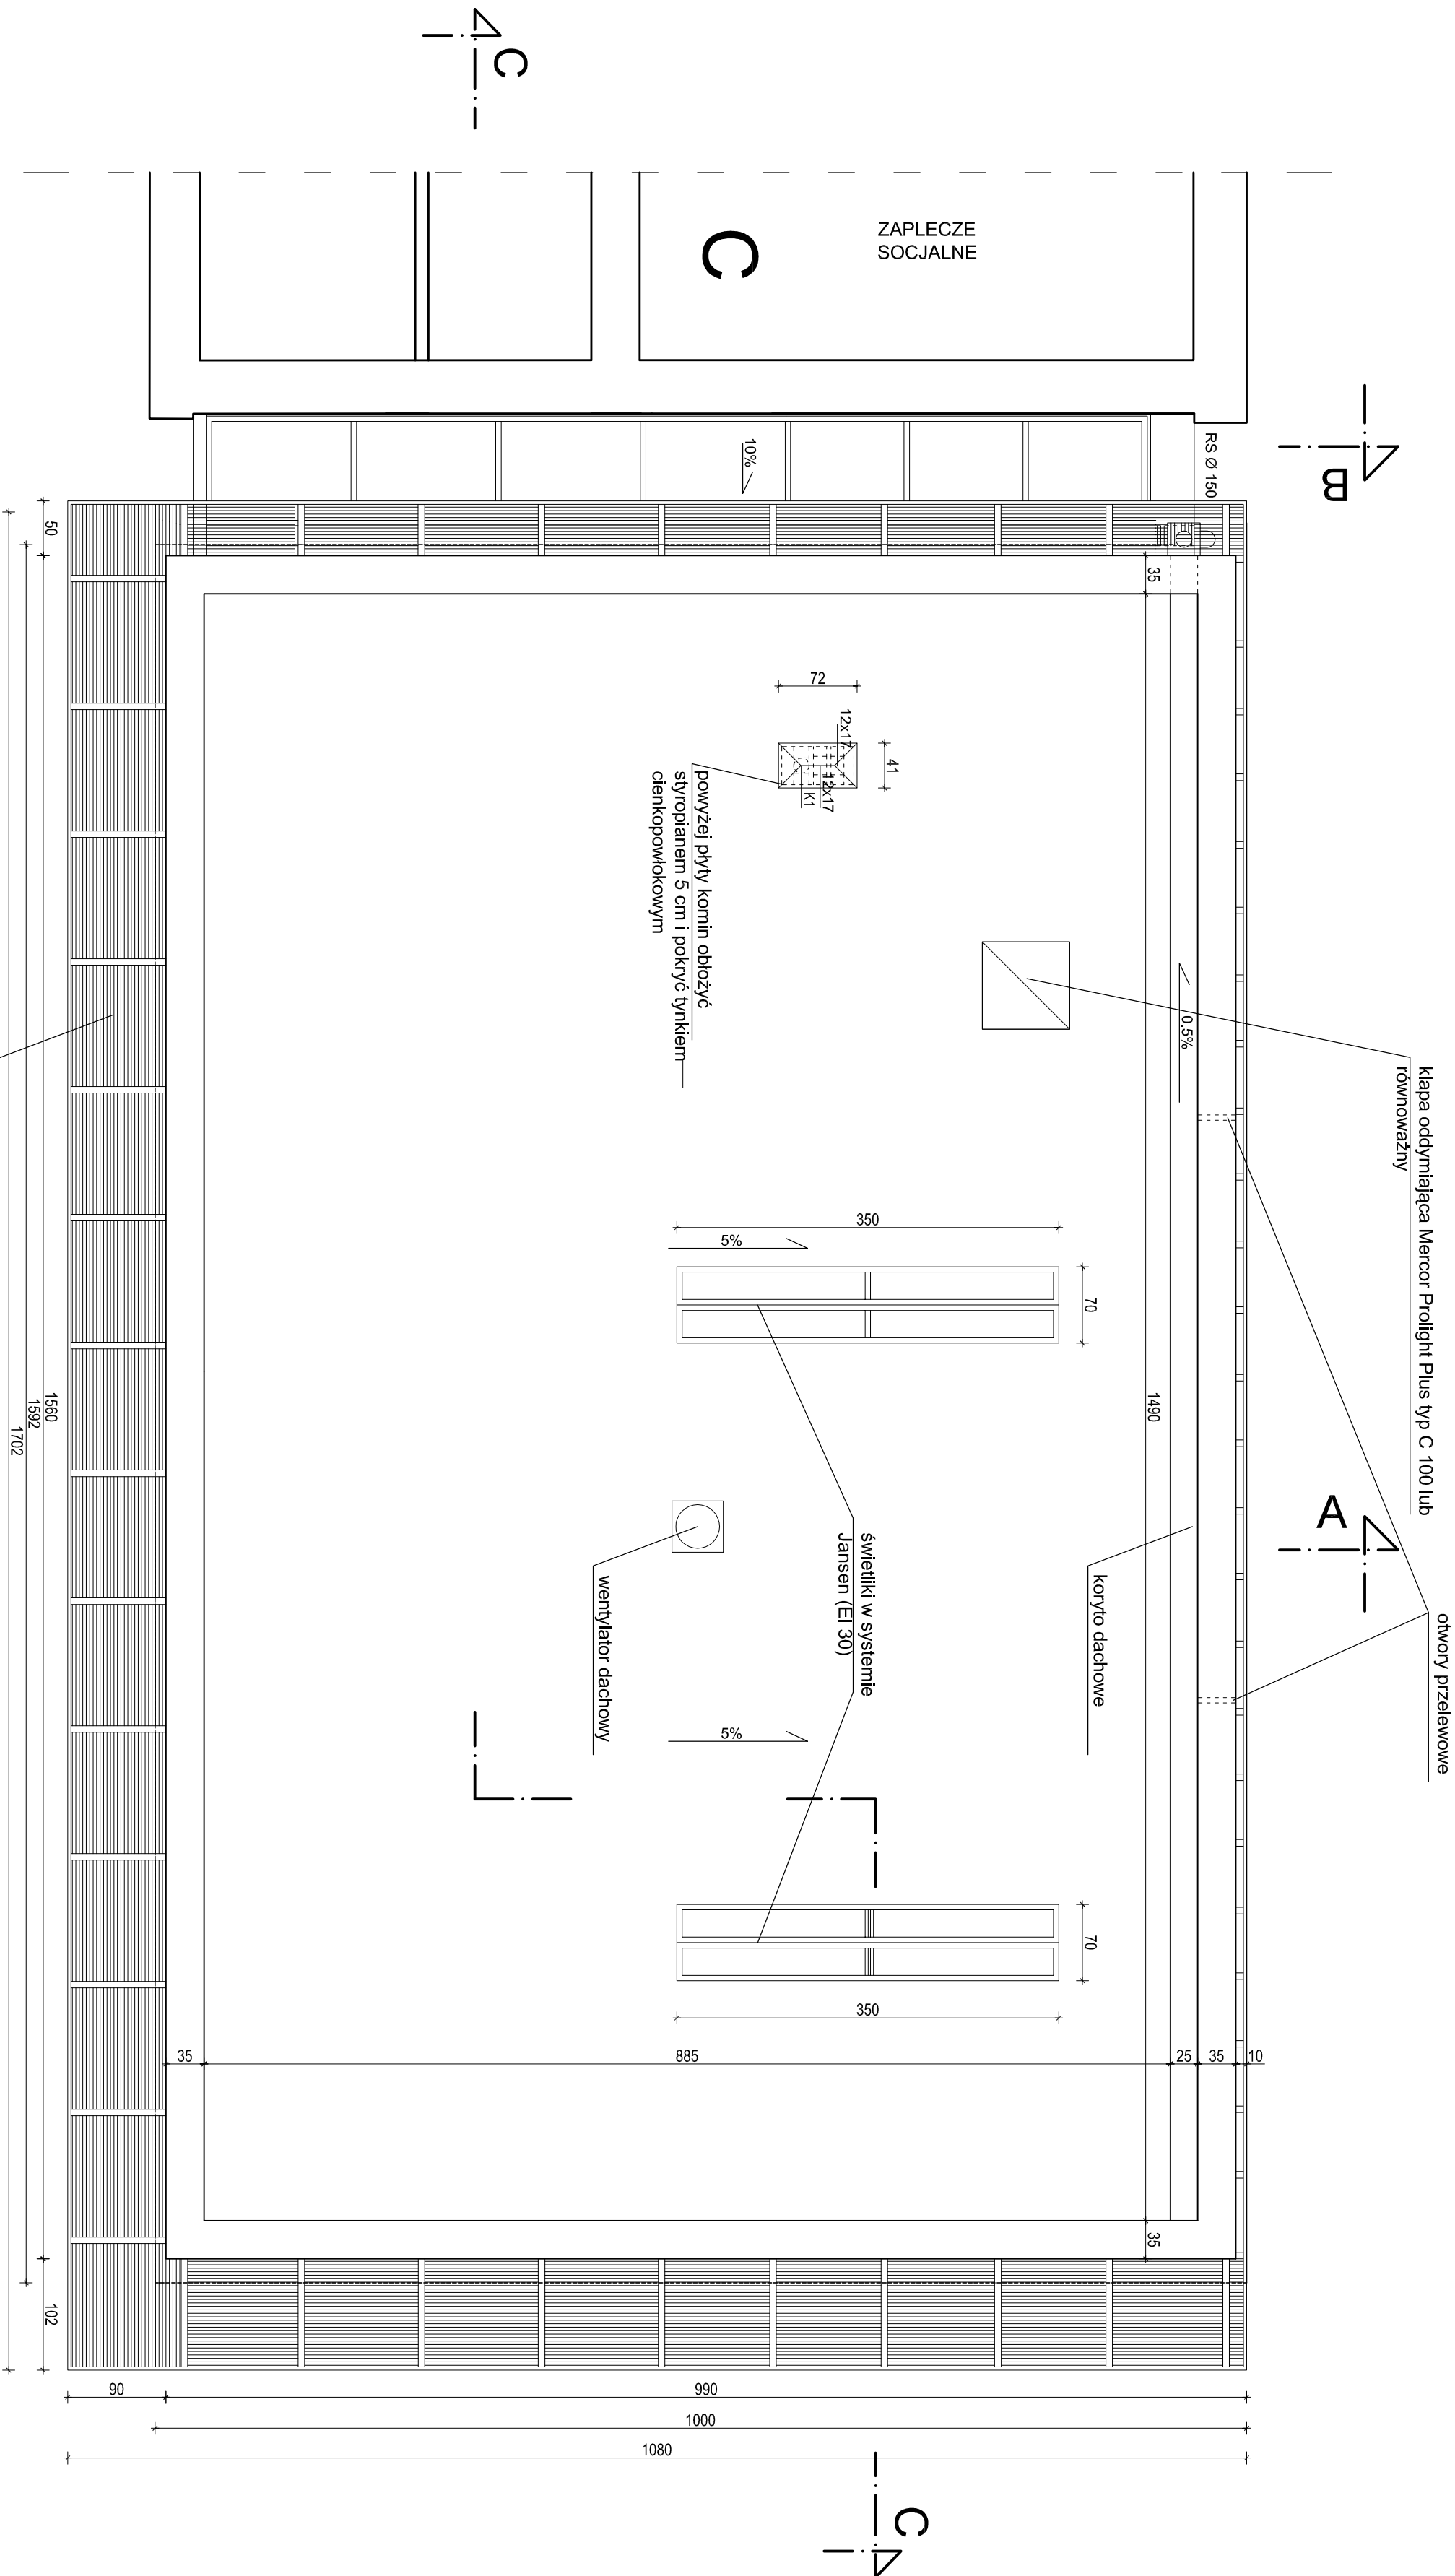 C
ZAPLECZE
SOCJALNE
C
B
RS Ø 150
10%
50
35
72
12x17
41
12x17
K1
powyżej płyty komin obłożyć
styropianem 5 cm i pokryć tynkiem
cienkopowłokowym
0,5%
klapa oddymiająca Mercor Prolight Plus typ C 100 lub
równoważny
350
5%
70
1490
1560
1592
1702
A
otwory przelewowe
koryto dachowe
świetliki w systemie
Jansen (EI 30)
wentylator dachowy
5%
70
350
35
885
25
35
10
35
102
90
990
1000
1080
C